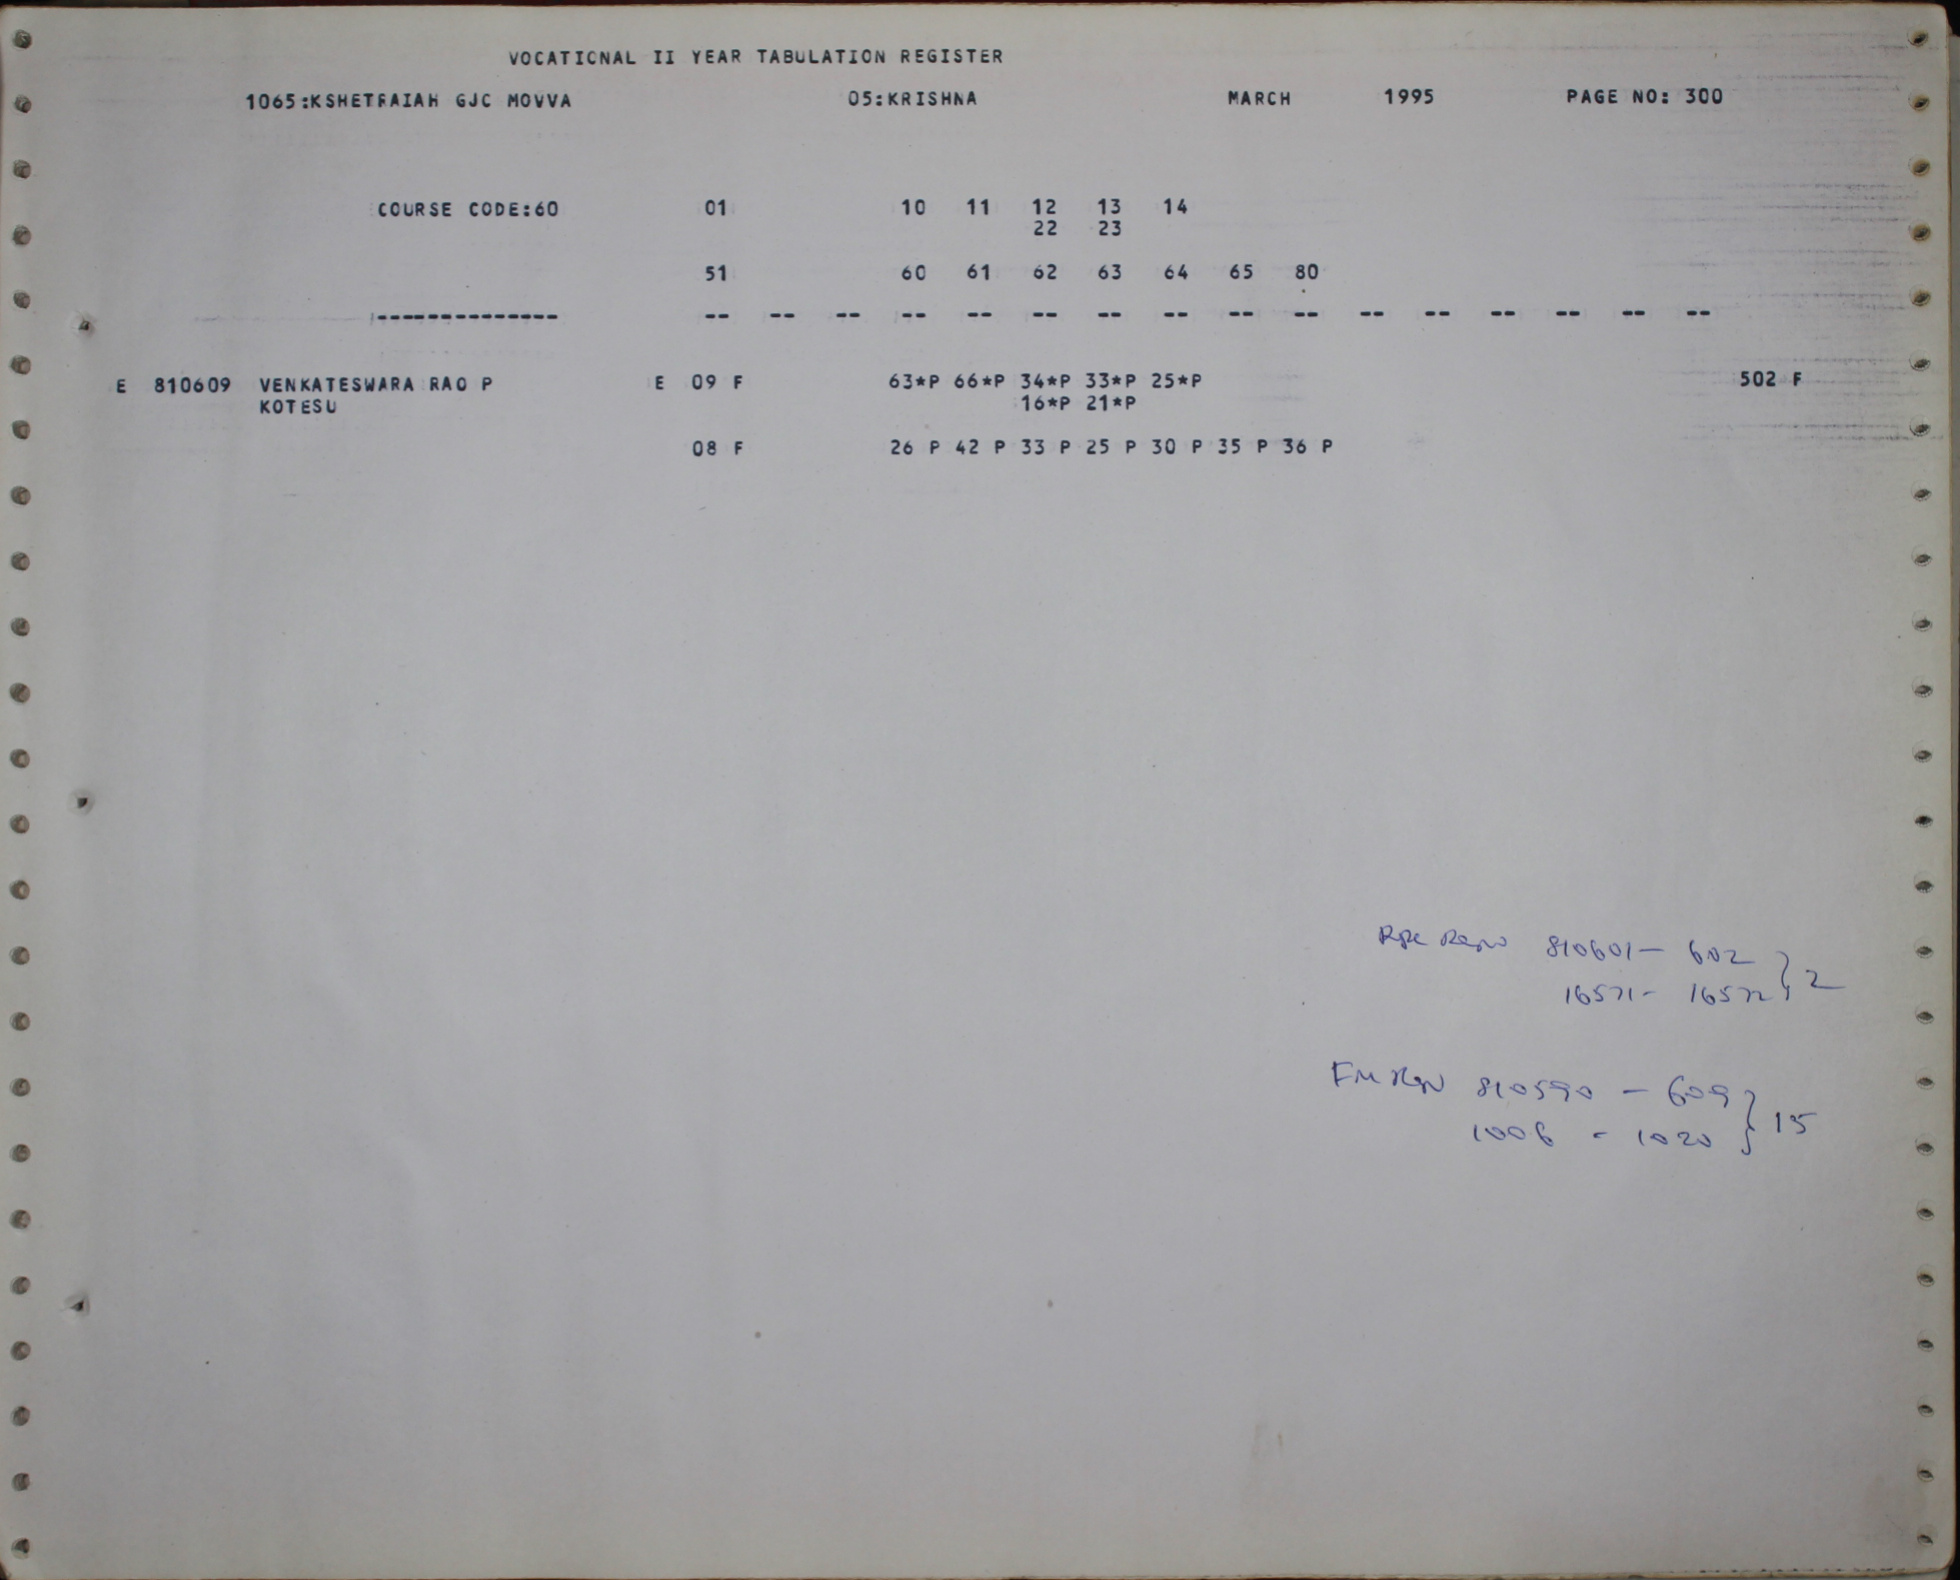 VOCATIONAL II YEAR TABULATION REGISTER
1065:KSHETRAIAH GJC MOVVA 05:KRISHNA MARCH 1995 PAGE NO: 300
COURSE CODE:60 01 10 11 12 13 14
22 23
51 60 61 62 63 64 65 80
-------------- -- -- -- -- -- -- -- -- -- -- -- -- -- -- -- --
E 810609 VENKATESWARA RAO P E 09 F 63*P 66*P 34*P 33*P 25*P 502 F
KOTESU 16*P 21*P
08 F 26 P 42 P 33 P 25 P 30 P 35 P 36 P
810601 - 602 } 2
16571 - 16572
810590 - 609 } 15
1006 - 1020